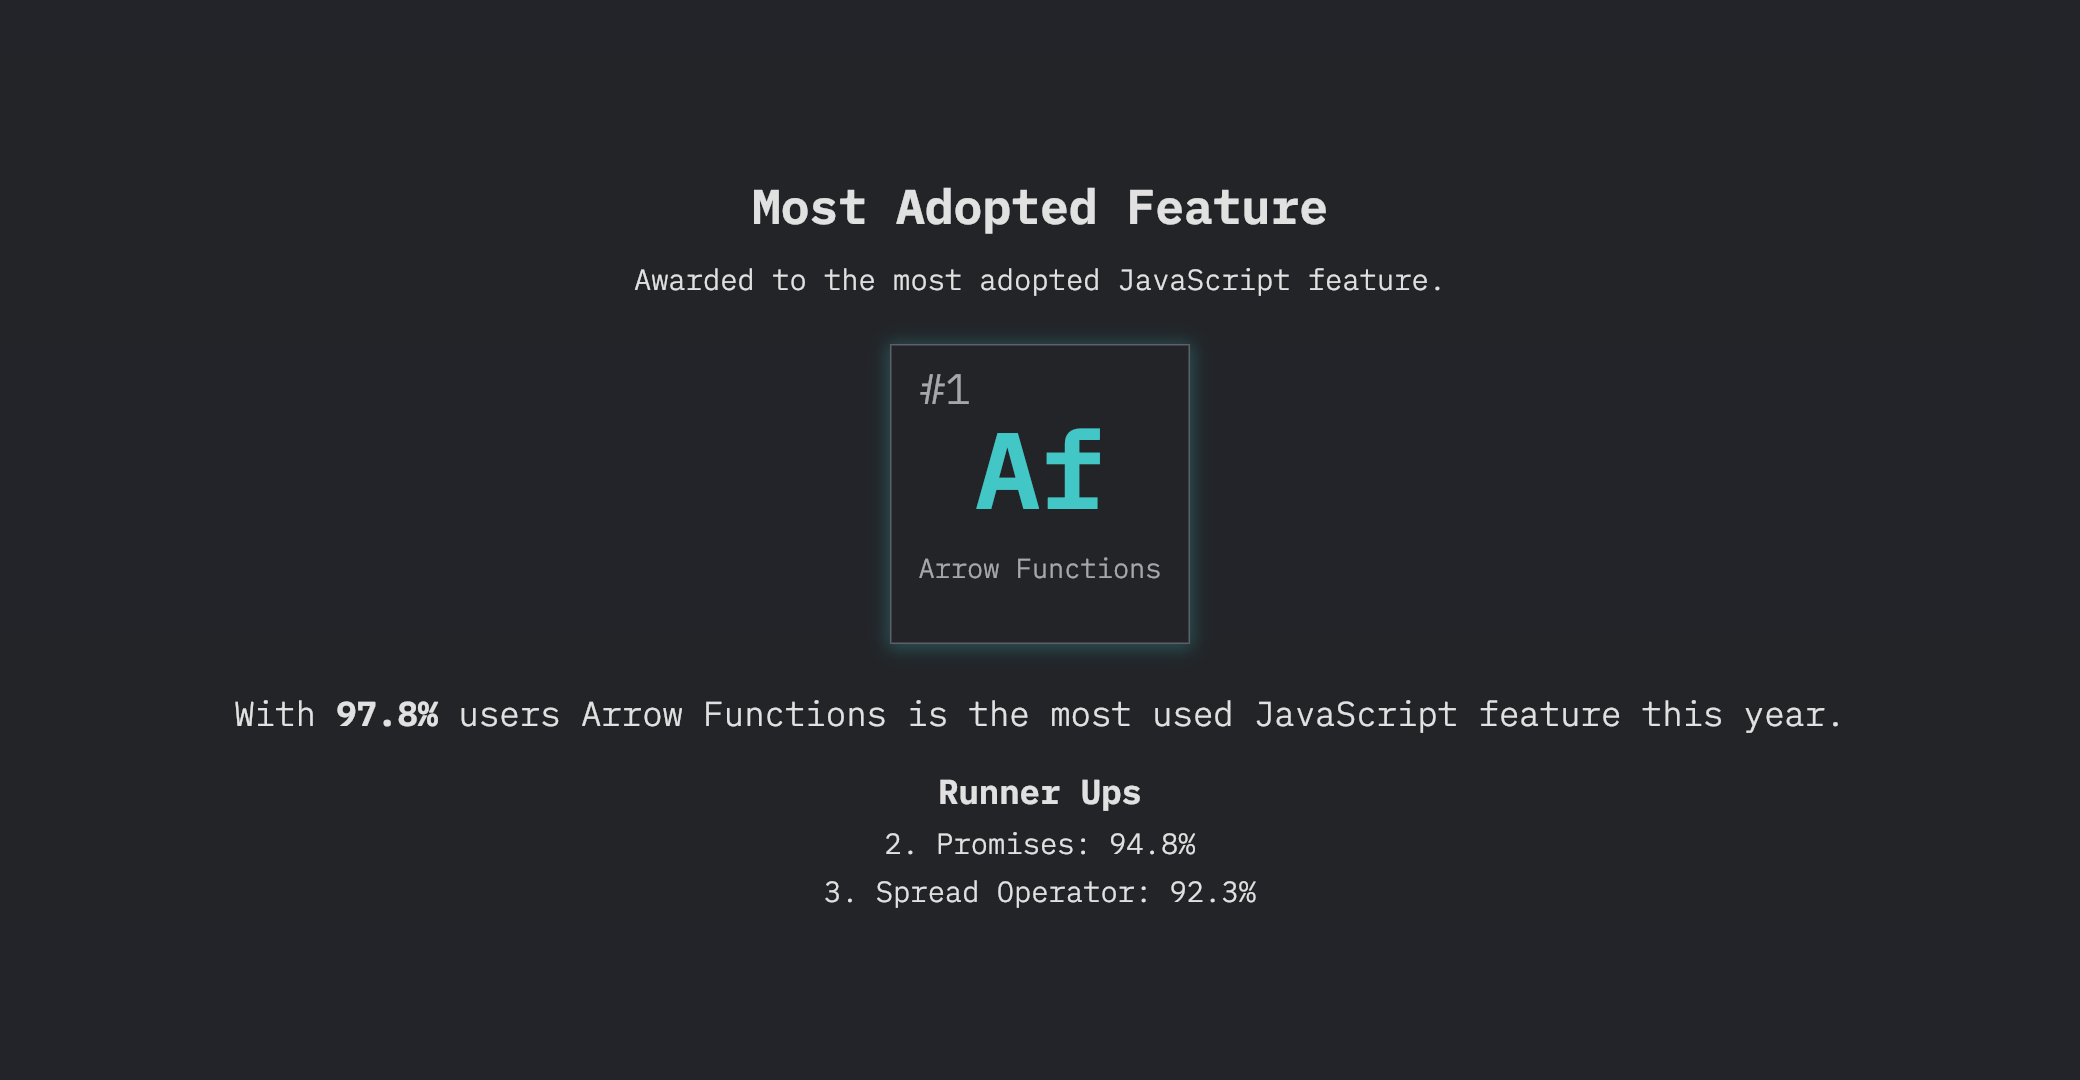 Most Adopted Feature
Awarded to the most adopted JavaScript feature.
#1
Af
Arrow Functions
With 97.8% users Arrow Functions is the most used JavaScript feature this year.
Runner Ups
2. Promises: 94.8%
3. Spread Operator: 92.3%